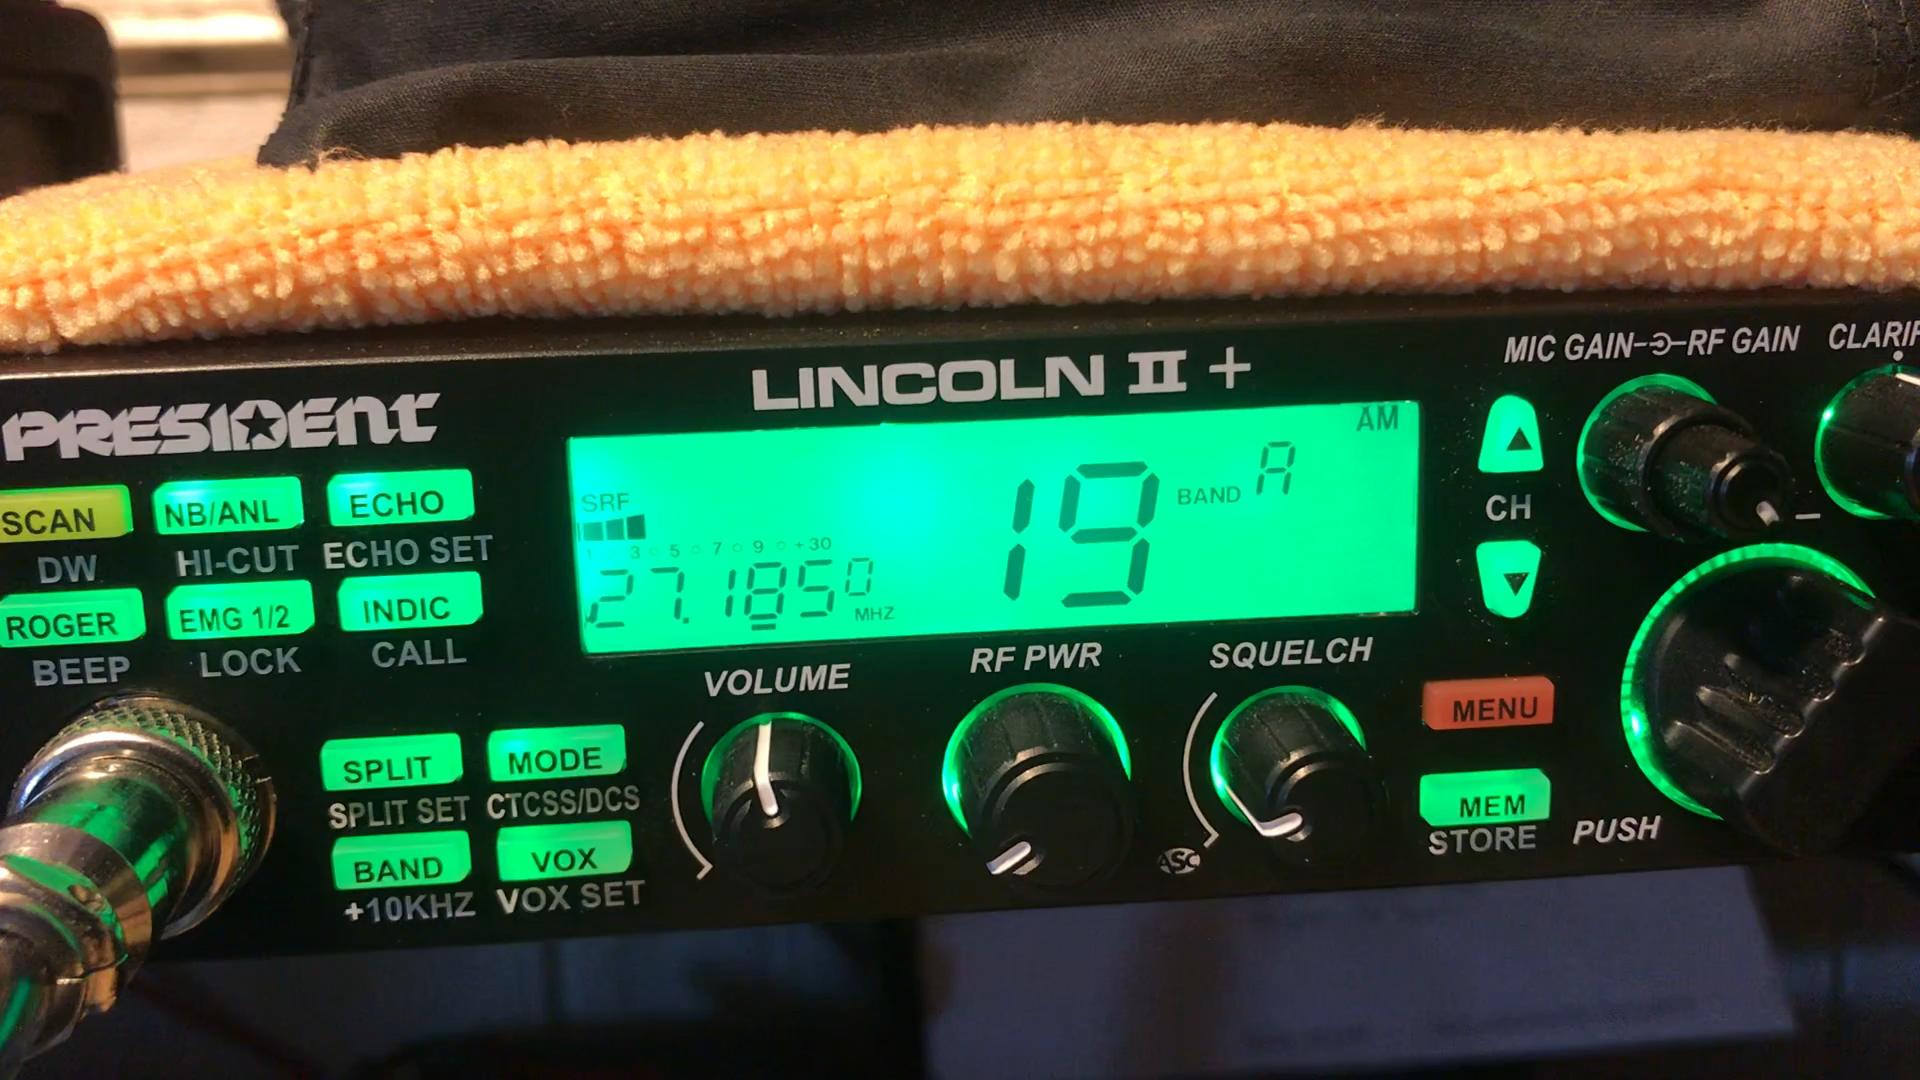 MIC GAIN RF GAIN CLARIF
LINCOLN II +
PRESIDENT
AM
SCAN NB/ANL ECHO
DW HI-CUT ECHO SET
SRF
19 BAND A
CH
1 3 5 7 9 +30
27.1850 MHZ
ROGER EMG 1/2 INDIC
BEEP LOCK CALL
VOLUME RF PWR SQUELCH
MENU
SPLIT MODE
SPLIT SET CTCSS/DCS
MEM
STORE PUSH
BAND VOX
ASC
+10KHZ VOX SET